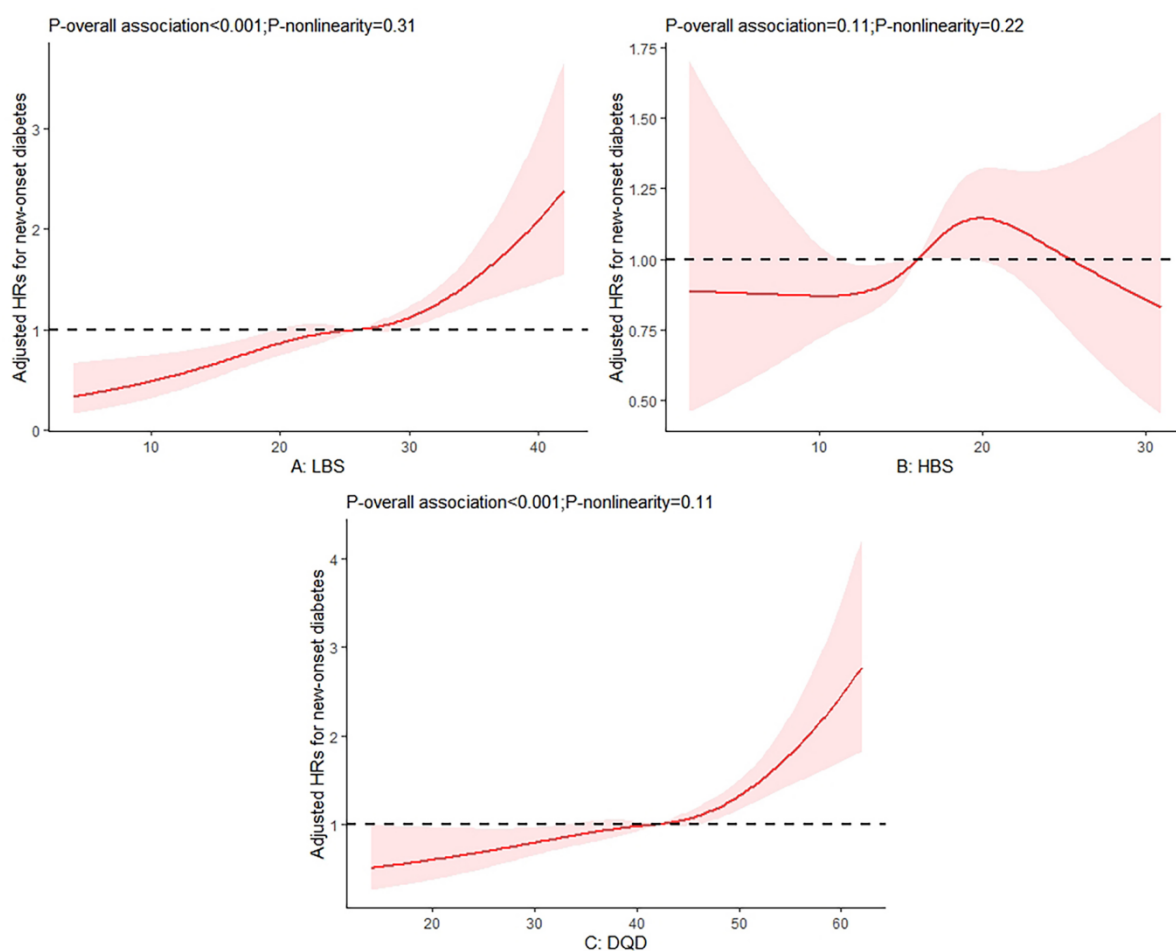 P-overall association<0.001;P-nonlinearity=0.31
Adjusted HRs for new-onset diabetes
3
2
1
0
10
20
30
40
A: LBS
P-overall association=0.11;P-nonlinearity=0.22
Adjusted HRs for new-onset diabetes
1.75
1.50
1.25
1.00
0.75
0.50
10
20
30
B: HBS
P-overall association<0.001;P-nonlinearity=0.11
Adjusted HRs for new-onset diabetes
4
3
2
1
20
30
40
50
60
C: DQD